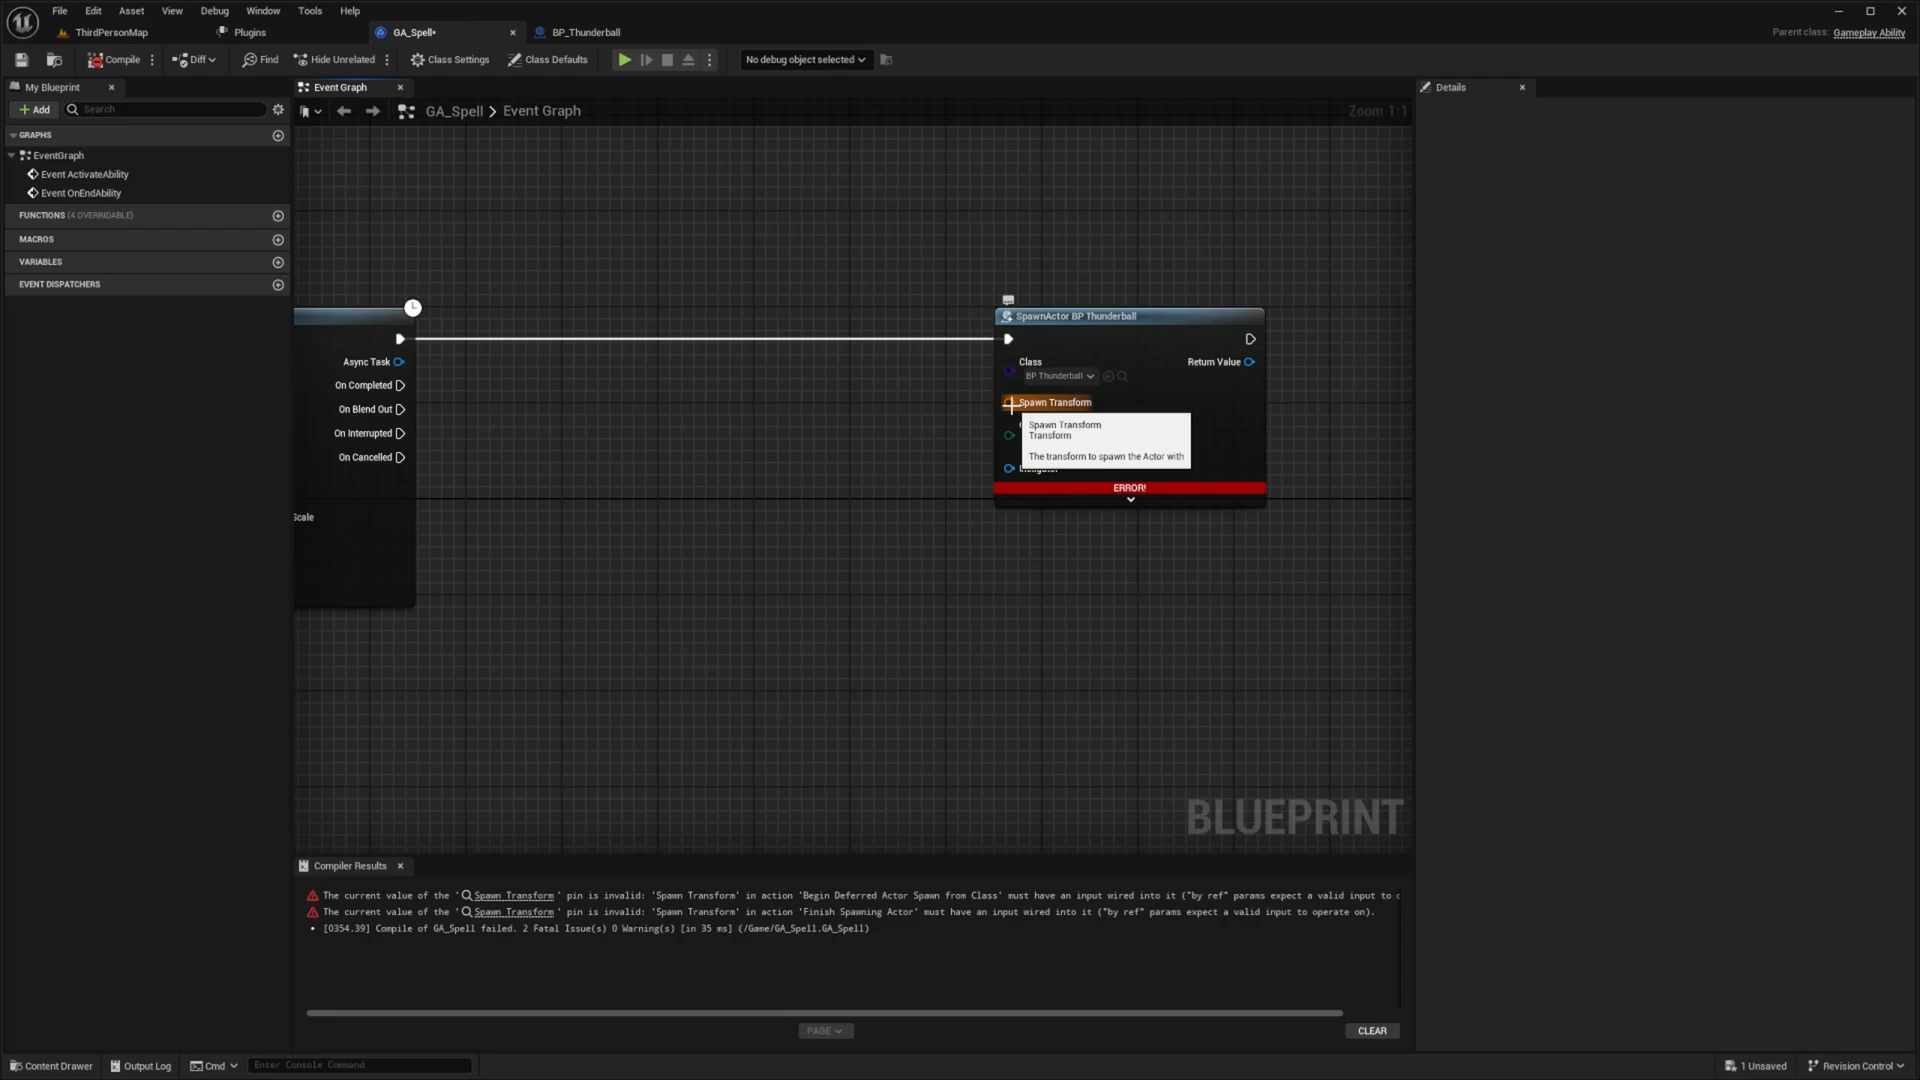 File Edit Asset View Debug Window Tools Help
ThirdPersonMap Plugins GA_Spell• BP_Thunderball
Parent class: Gameplay Ability
Compile Diff Find Hide Unrelated Class Settings Class Defaults No debug object selected
My Blueprint
Event Graph
Details
Add Search
GA_Spell > Event Graph
Zoom 1:1
GRAPHS
EventGraph
Event ActivateAbility
Event OnEndAbility
FUNCTIONS (4 OVERRIDABLE)
MACROS
VARIABLES
EVENT DISPATCHERS
Async Task
On Completed
On Blend Out
On Interrupted
On Cancelled
Scale
SpawnActor BP Thunderball
Class
Return Value
BP Thunderball
Spawn Transform
Spawn Transform
Transform
The transform to spawn the Actor with
Instigator
ERROR!
BLUEPRINT
Compiler Results
The current value of the ' Spawn Transform ' pin is invalid: 'Spawn Transform' in action 'Begin Deferred Actor Spawn from Class' must have an input wired into it ("by ref" params expect a valid input to o
The current value of the ' Spawn Transform ' pin is invalid: 'Spawn Transform' in action 'Finish Spawning Actor' must have an input wired into it ("by ref" params expect a valid input to operate on).
[0354.39] Compile of GA_Spell failed. 2 Fatal Issue(s) 0 Warning(s) [in 35 ms] (/Game/GA_Spell.GA_Spell)
PAGE
CLEAR
Content Drawer Output Log Cmd Enter Console Command
1 Unsaved Revision Control